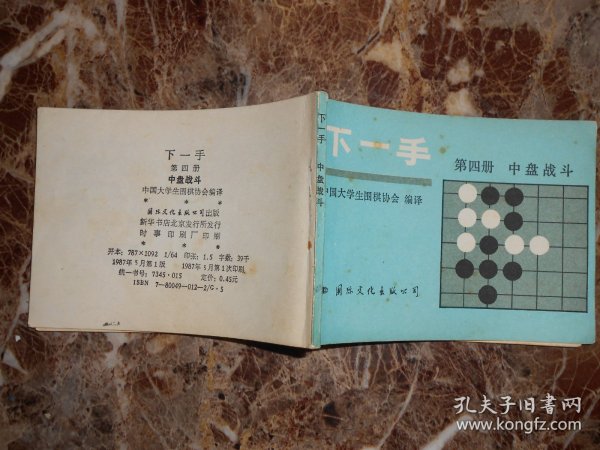 下一手
第四册
中盘战斗
中国大学生围棋协会编译
* * *
国际文化出版公司出版
新华书店北京发行所发行
时事印刷厂印刷
* * *
开本：787×1092 1/64 印张：1.5 字数：39千
1987年5月第1版 1987年5月第1次印刷
统一书号：7345·015 定价：0.45元
ISBN 7—80049—012—2/G·5
下一手 中盘战斗
下一手
第四册 中盘战斗
中国大学生围棋协会 编译
国际文化出版公司
孔夫子旧书网
www.kongfz.com